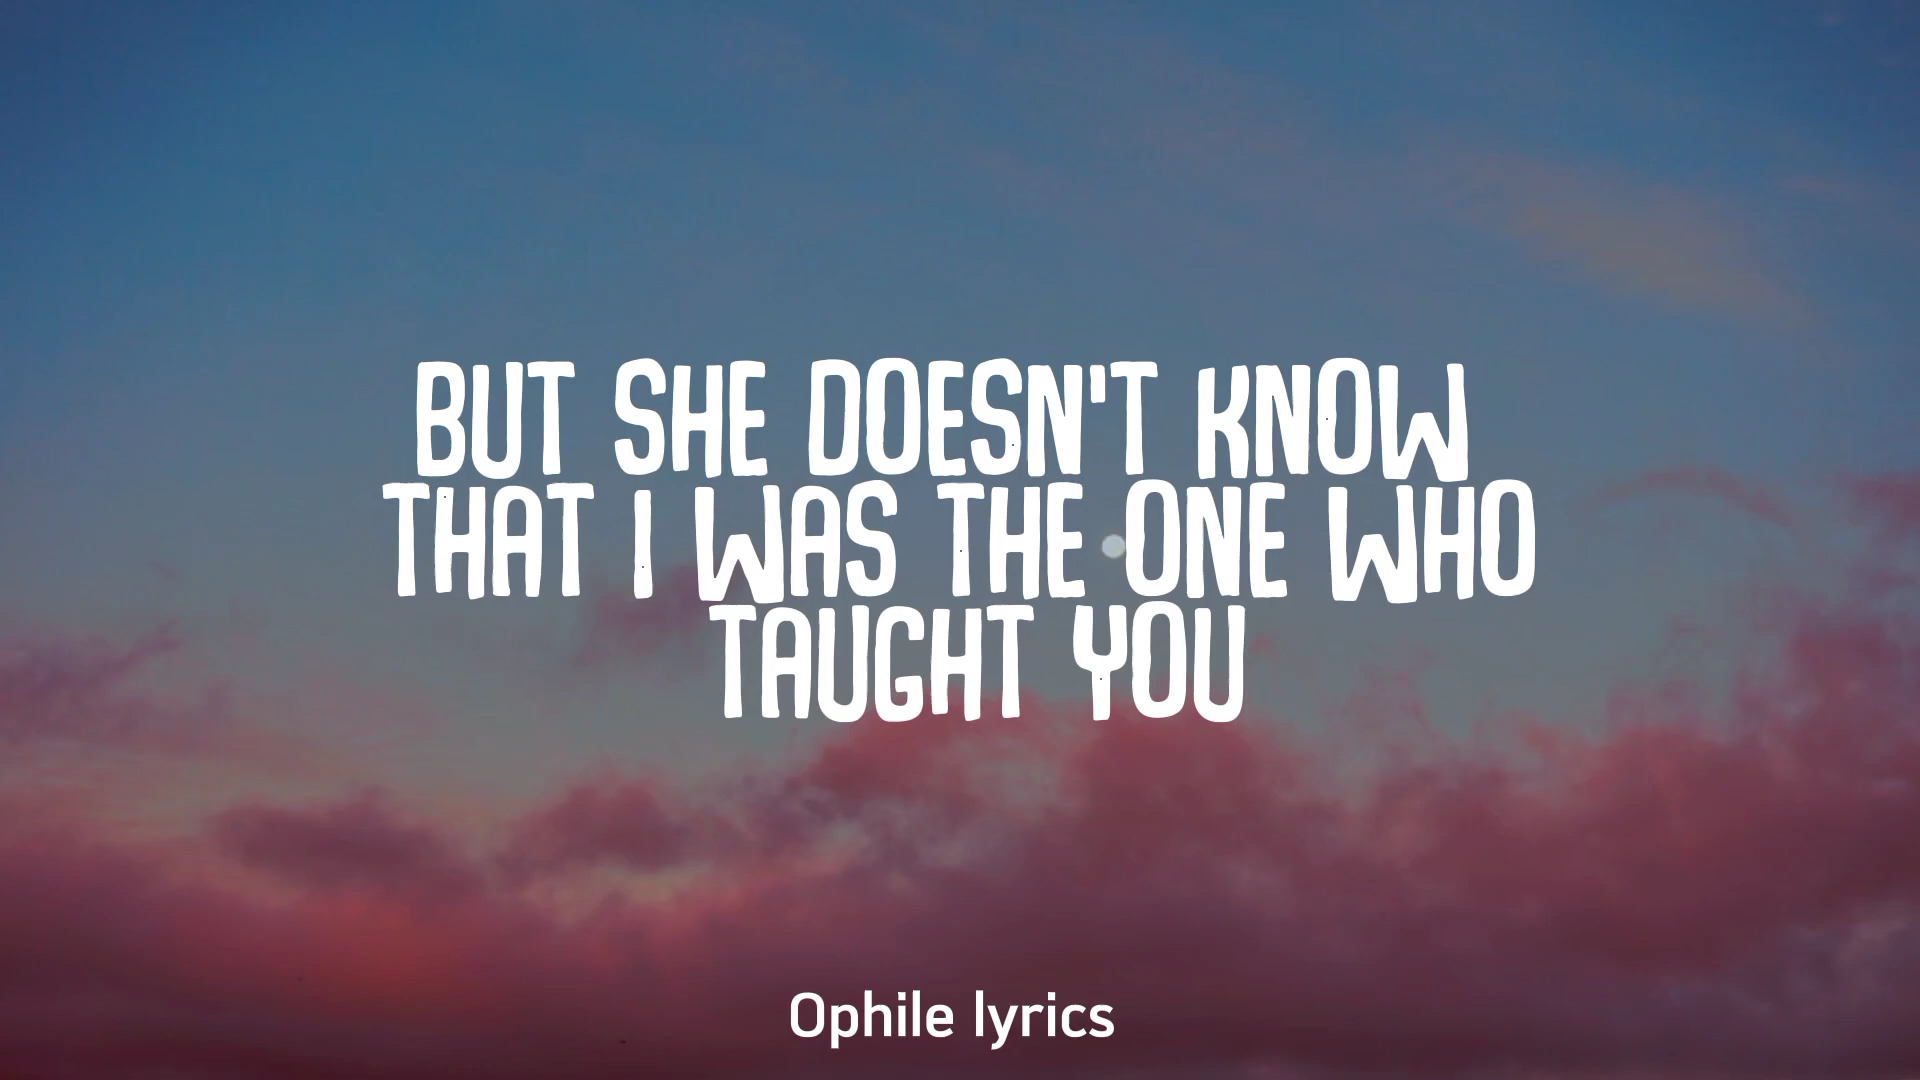 BUT SHE DOESN'T KNOW
THAT I WAS THE ONE WHO
TAUGHT YOU
Ophile lyrics